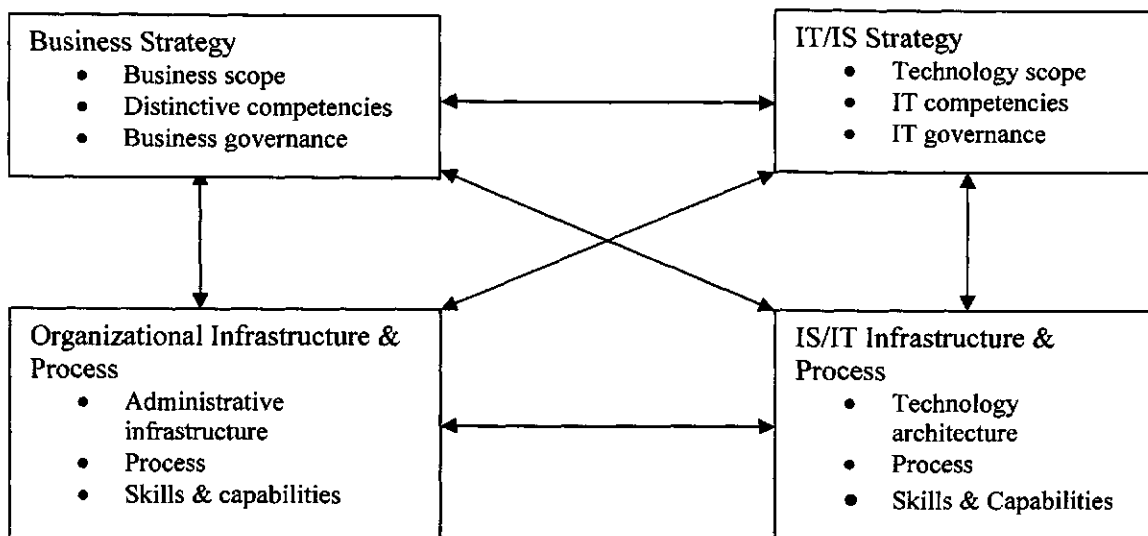 Business Strategy
• Business scope
• Distinctive competencies
• Business governance
IT/IS Strategy
• Technology scope
• IT competencies
• IT governance
Organizational Infrastructure &
Process
• Administrative
infrastructure
• Process
• Skills & capabilities
IS/IT Infrastructure &
Process
• Technology
architecture
• Process
• Skills & Capabilities